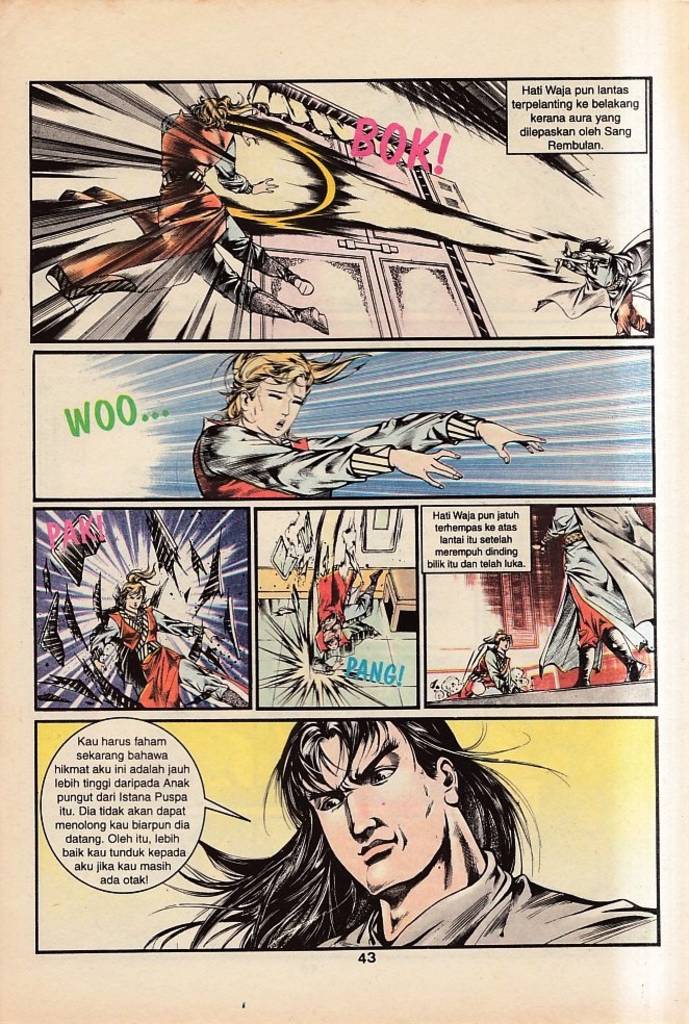 Hati Waja pun lantas
terpelanting ke belakang
kerana aura yang
dilepaskan oleh Sang
Rembulan.
BOK!
WOO...
PAK!
PANG!
Hati Waja pun jatuh
terhempas ke atas
lantai itu setelah
merempuh dinding
bilik itu dan telah luka.
Kau harus faham
sekarang bahawa
hikmat aku ini adalah jauh
lebih tinggi daripada Anak
pungut dari Istana Puspa
itu. Dia tidak akan dapat
menolong kau biarpun dia
datang. Oleh itu, lebih
baik kau tunduk kepada
aku jika kau masih
ada otak!
43